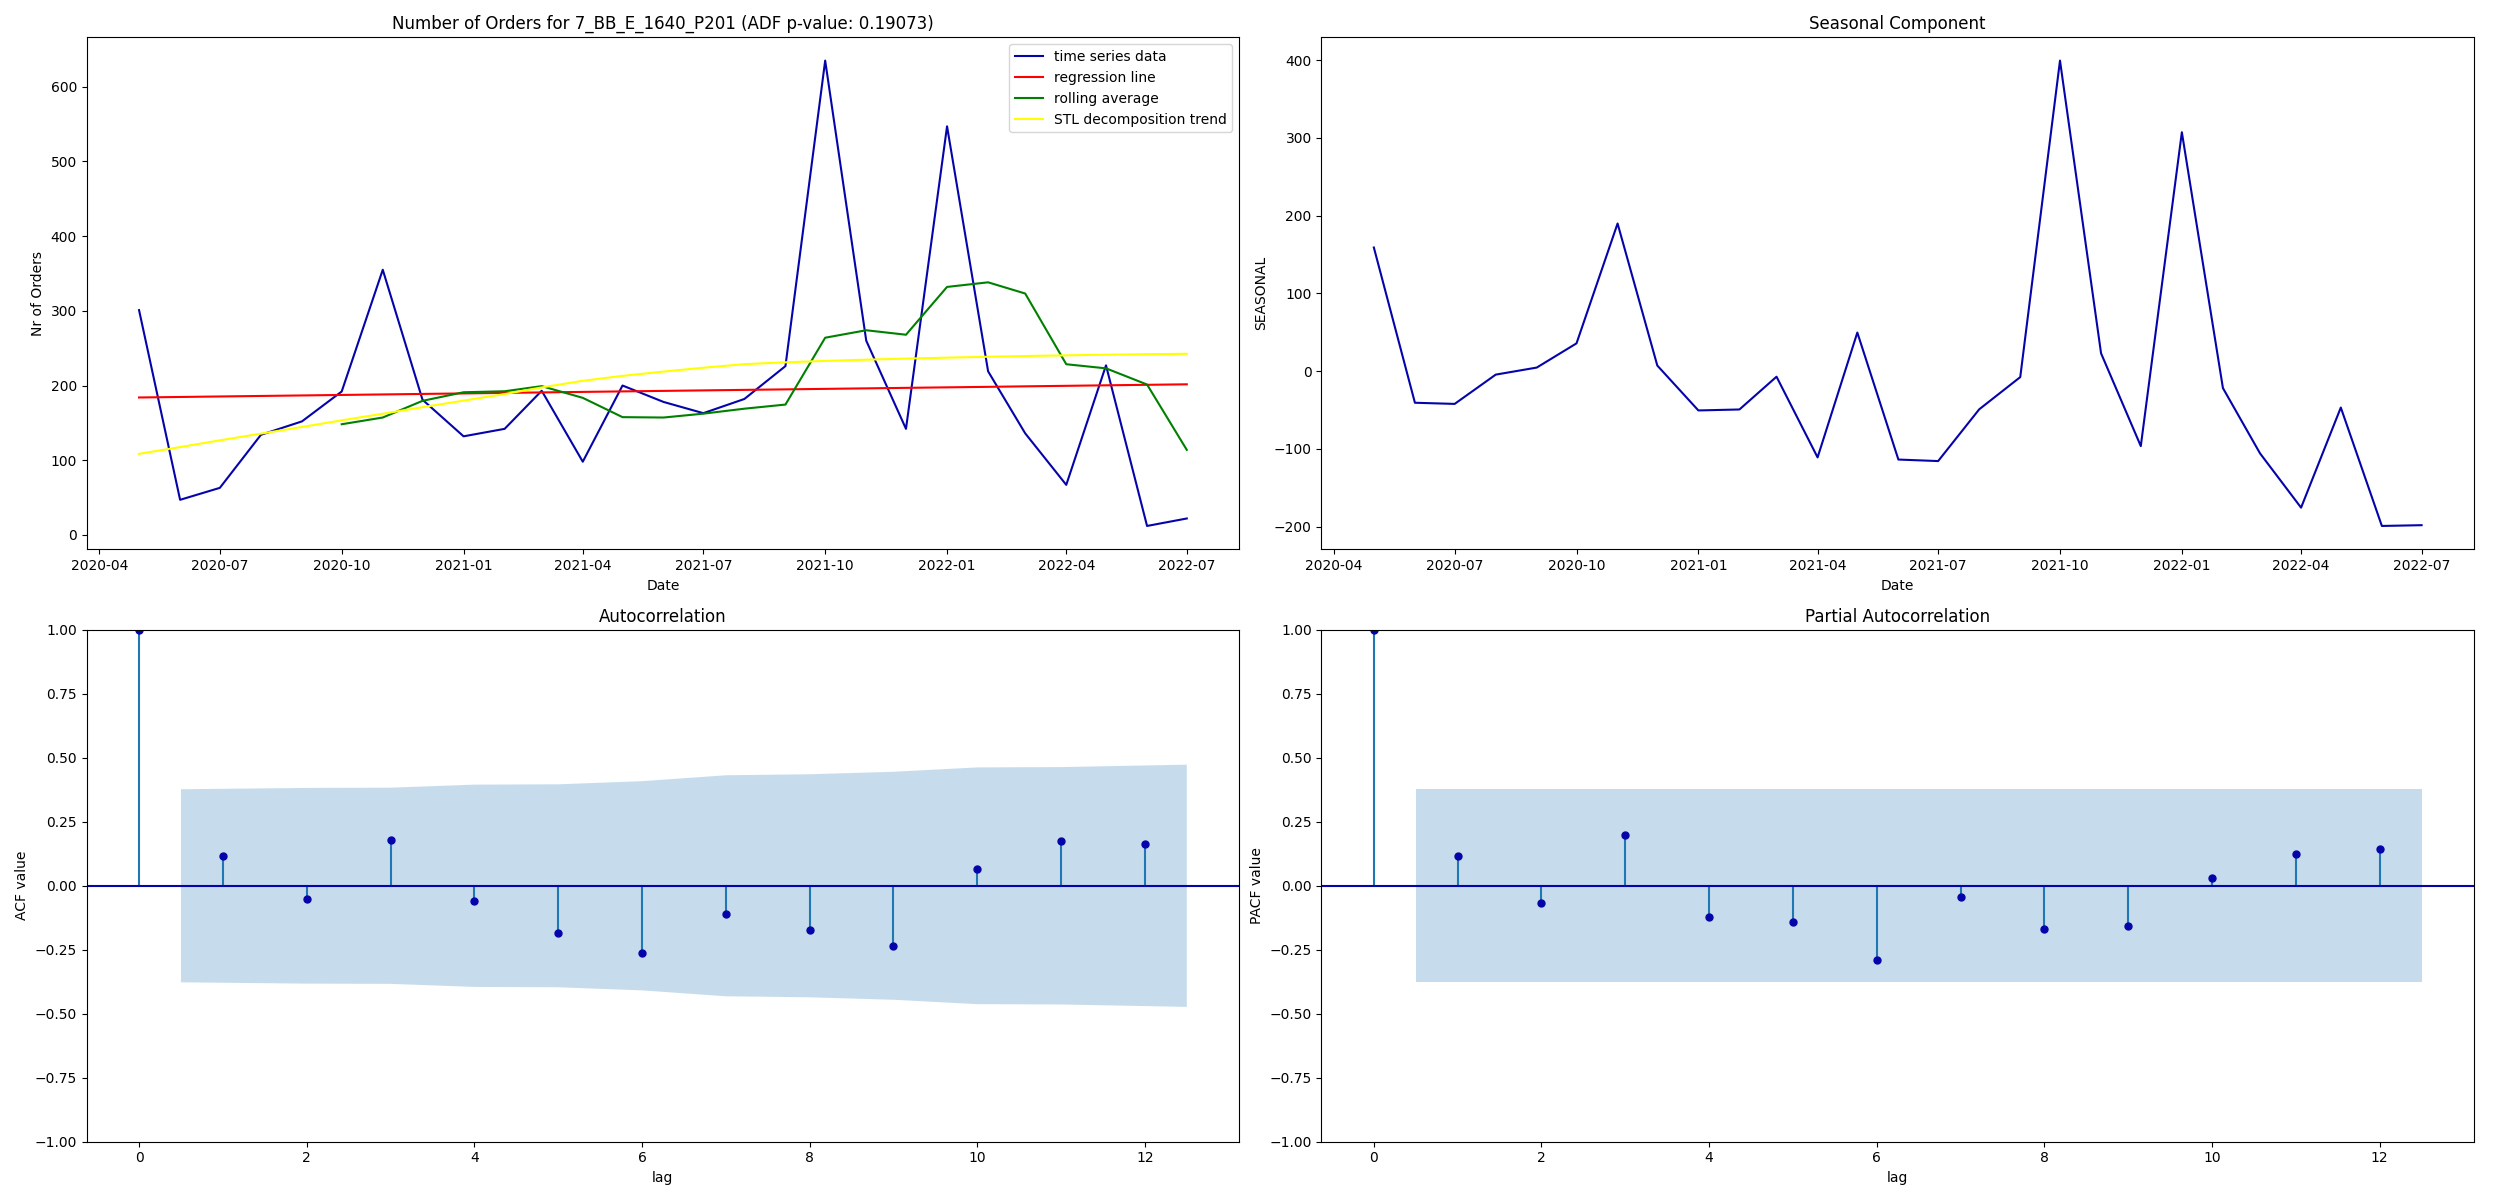 Number of Orders for 7_BB_E_1640_P201 (ADF p-value: 0.19073)
time series data
regression line
rolling average
STL decomposition trend
600
500
400
300
200
100
0
Nr of Orders
2020-04 2020-07 2020-10 2021-01 2021-04 2021-07 2021-10 2022-01 2022-04 2022-07
Date
Seasonal Component
400
300
200
100
0
−100
−200
SEASONAL
2020-04 2020-07 2020-10 2021-01 2021-04 2021-07 2021-10 2022-01 2022-04 2022-07
Date
Autocorrelation
1.00
0.75
0.50
0.25
0.00
−0.25
−0.50
−0.75
−1.00
ACF value
0 2 4 6 8 10 12
lag
Partial Autocorrelation
1.00
0.75
0.50
0.25
0.00
−0.25
−0.50
−0.75
−1.00
PACF value
0 2 4 6 8 10 12
lag